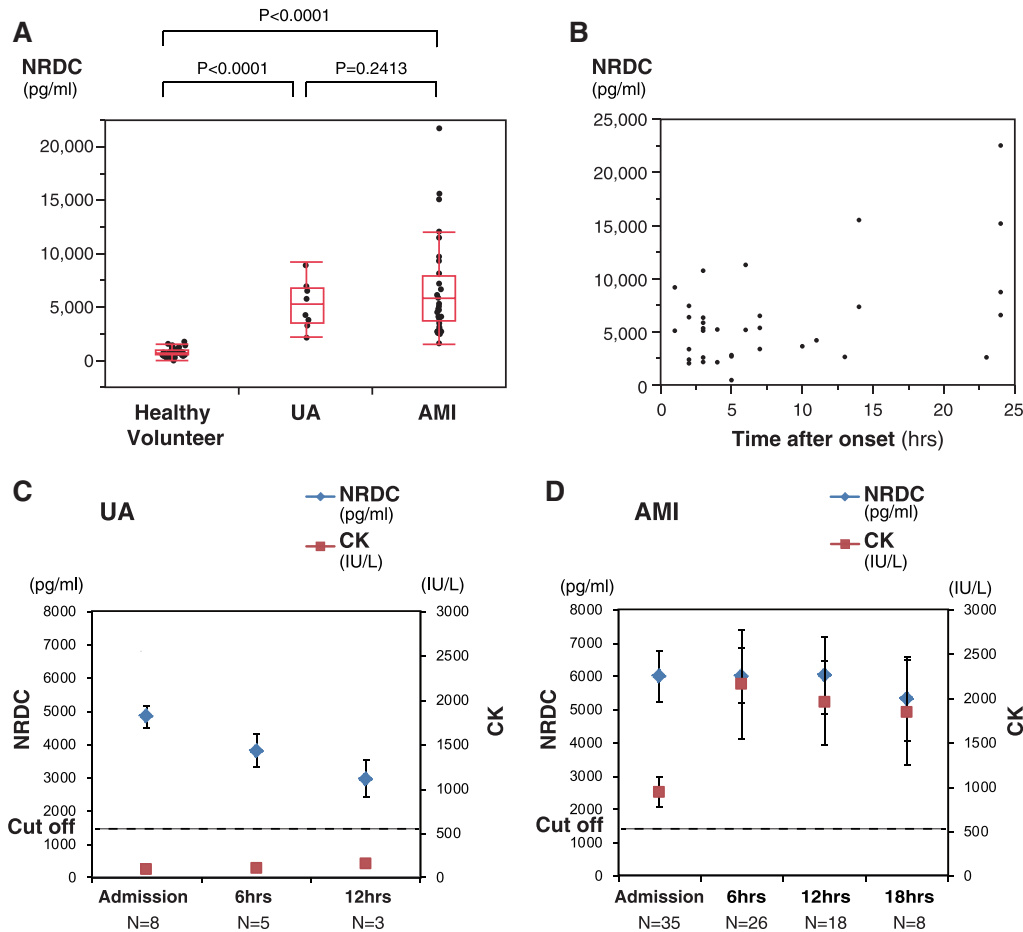 A
P<0.0001
NRDC
(pg/ml)
P<0.0001
P=0.2413
20,000
15,000
10,000
5,000
0
Healthy
Volunteer
UA
AMI
B
NRDC
(pg/ml)
25,000
20,000
15,000
10,000
5,000
0
0
5
10
15
20
25
Time after onset (hrs)
C
UA
NRDC
(pg/ml)
CK
(IU/L)
(pg/ml)
(IU/L)
8000
7000
6000
5000
4000
3000
Cut off
1000
0
NRDC
3000
2500
2000
1500
1000
500
0
CK
Admission
6hrs
12hrs
N=8
N=5
N=3
D
AMI
NRDC
(pg/ml)
CK
(IU/L)
(pg/ml)
(IU/L)
8000
7000
6000
5000
4000
3000
2000
Cut off
1000
0
NRDC
3000
2500
2000
1500
1000
500
0
CK
Admission
6hrs
12hrs
18hrs
N=35
N=26
N=18
N=8